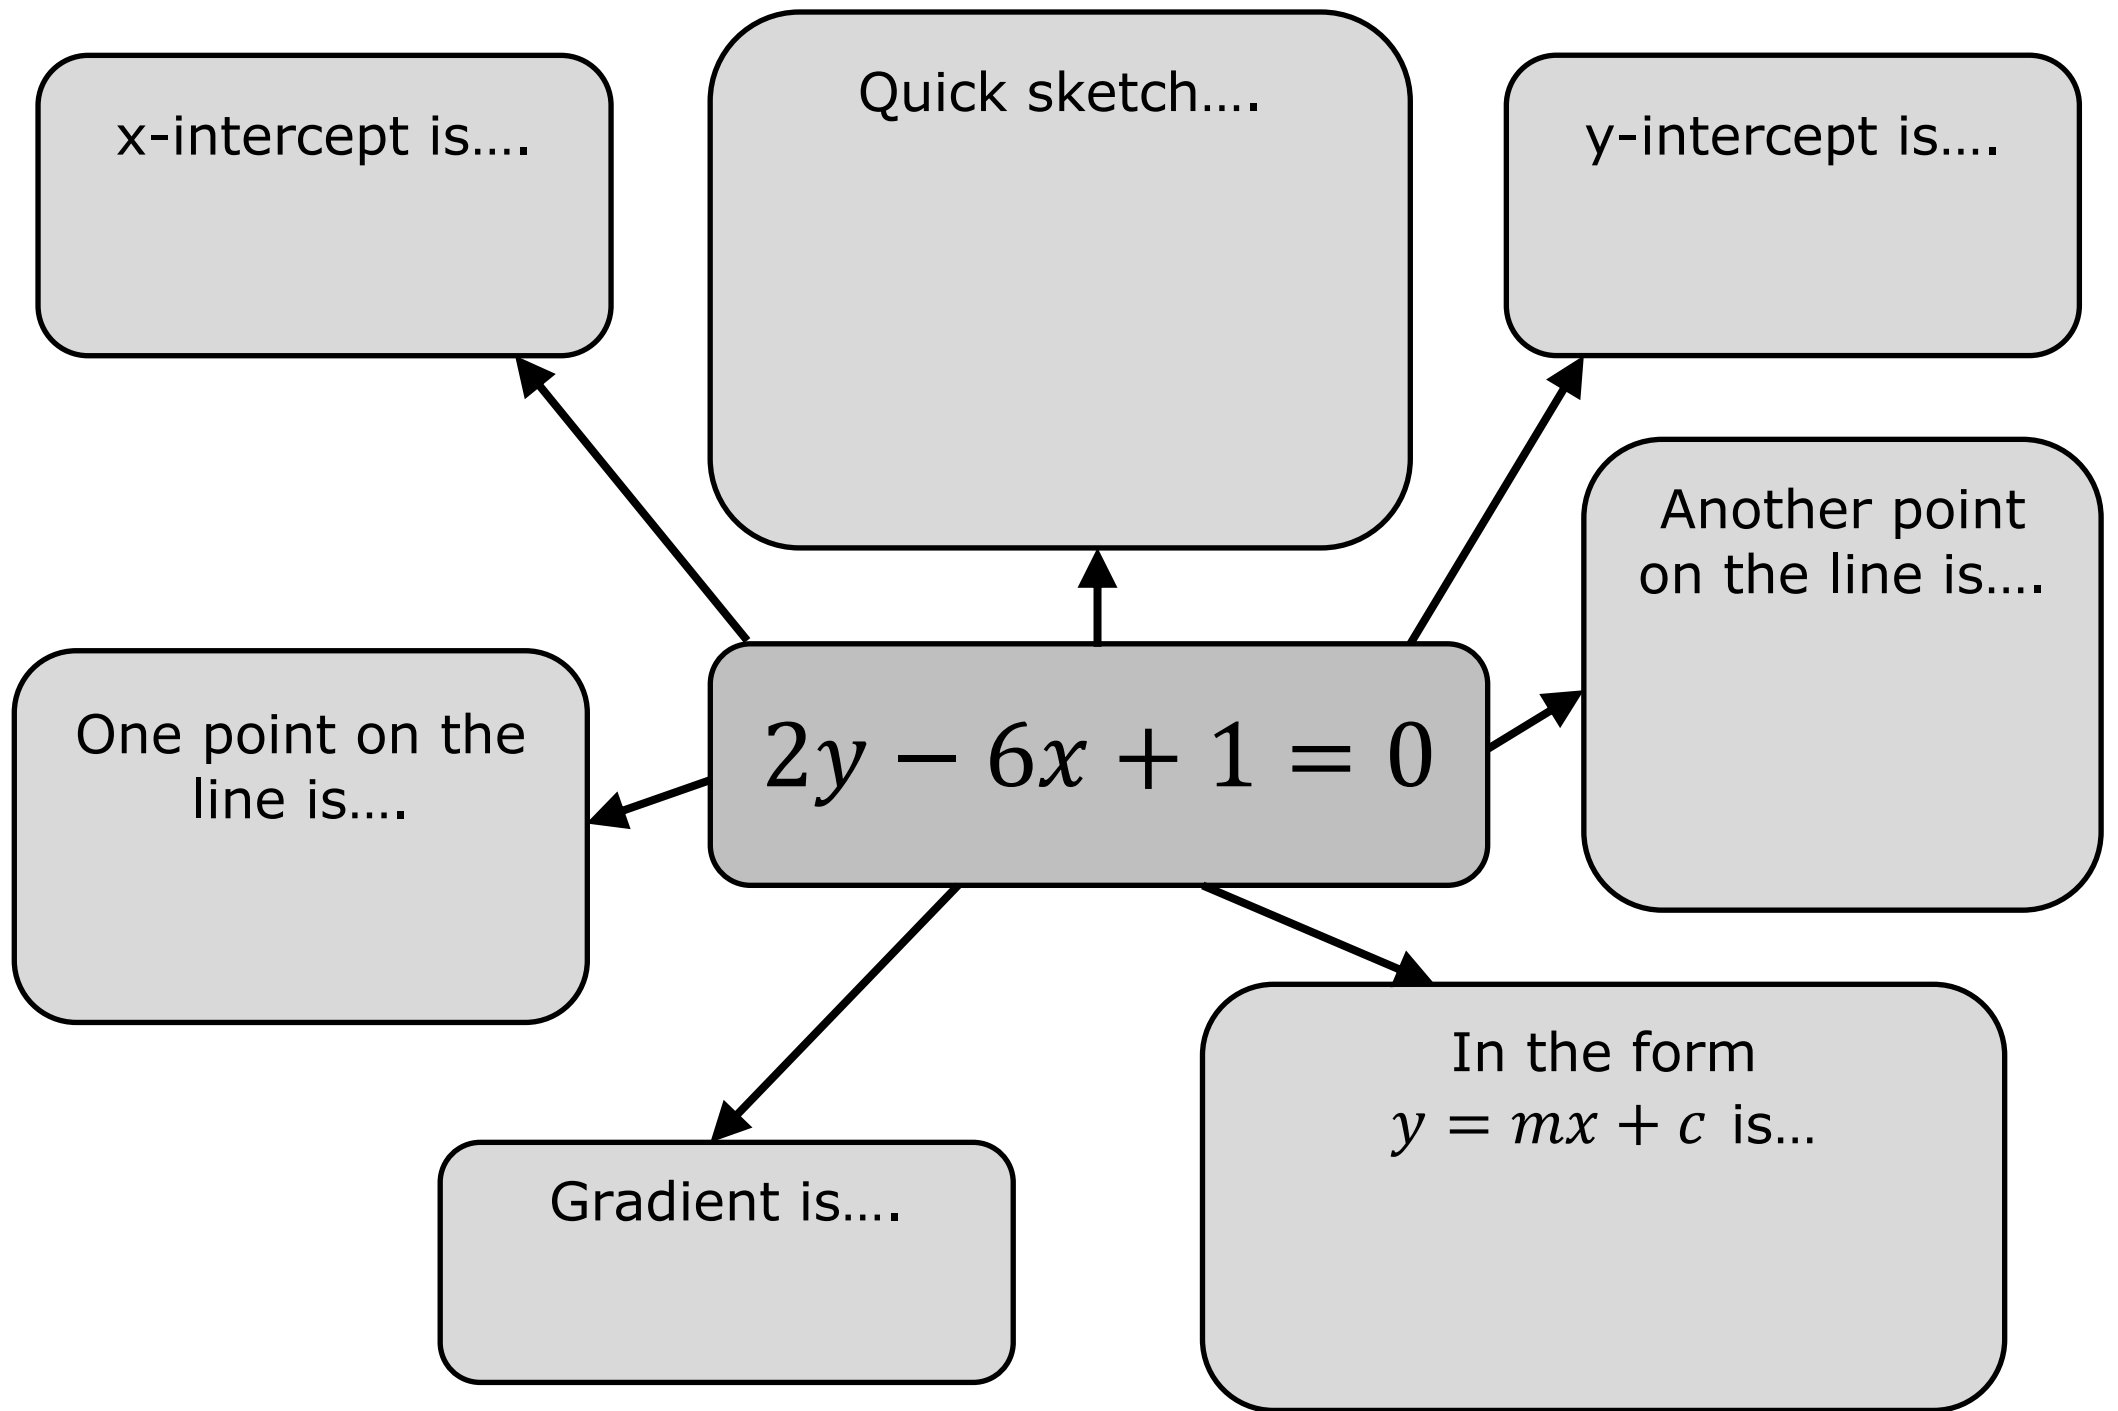 Quick sketch….
x-intercept is….
y-intercept is….
Another point
on the line is….
One point on the
line is….
2y − 6x + 1 = 0
In the form
y = mx + c is…
Gradient is….